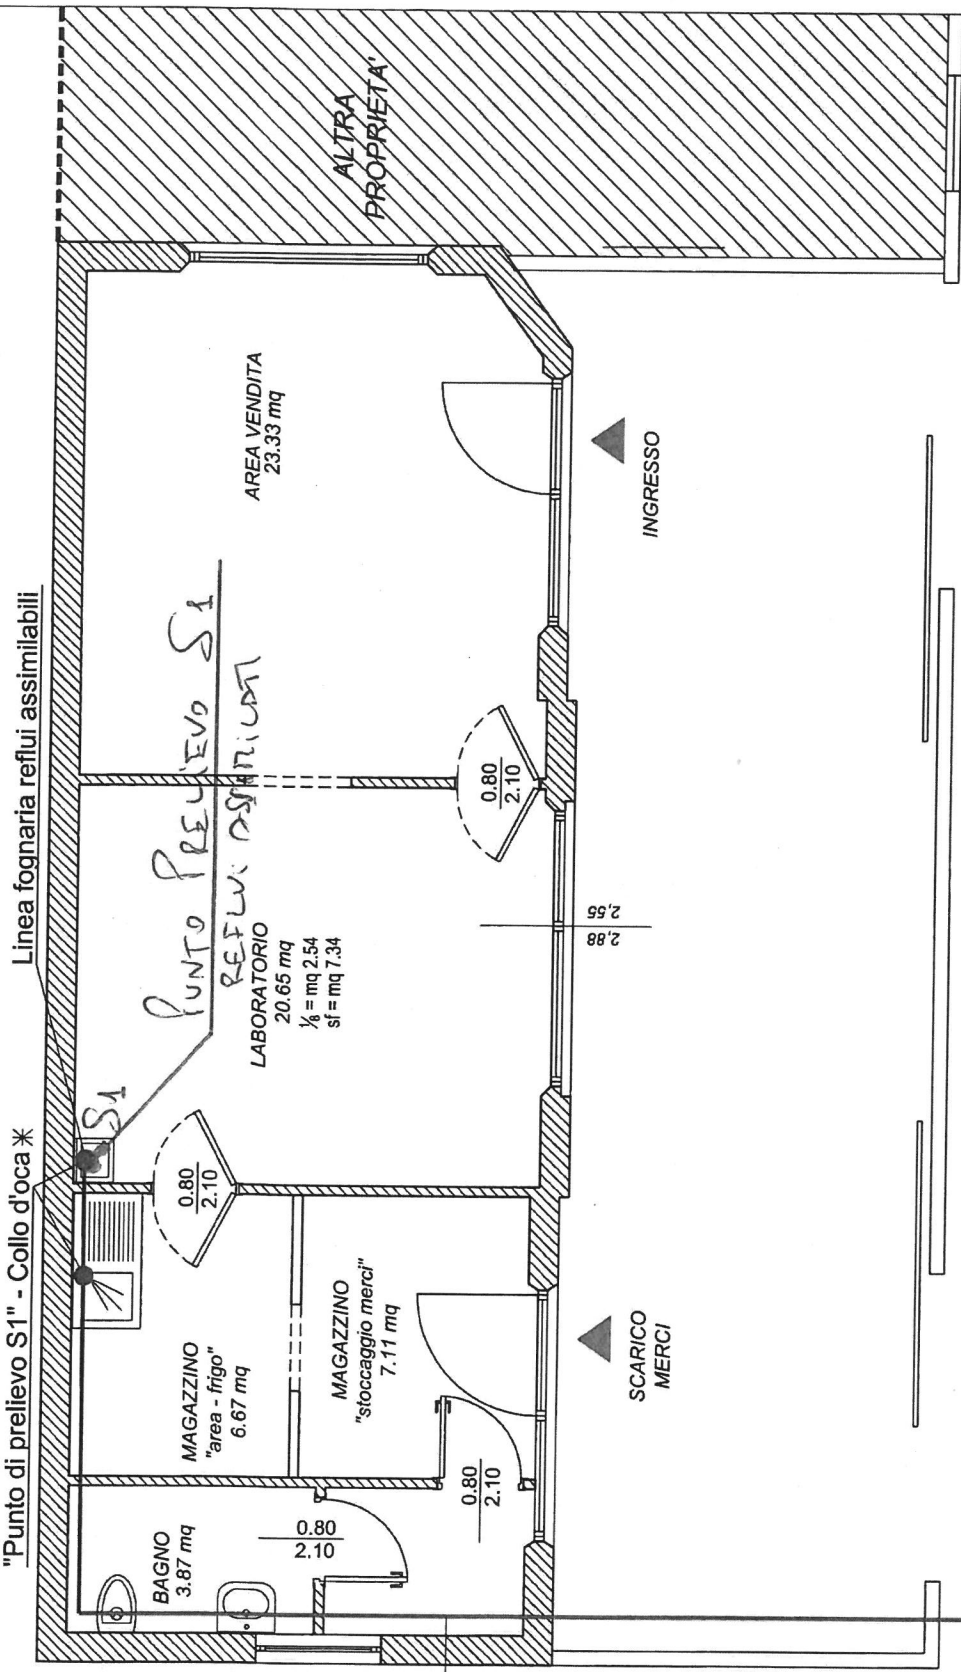 "Punto di prelievo S1" - Collo d'oca *
Linea fognaria reflui assimilabili
BAGNO
3.87 mq
0.80
2.10
0.80
2.10
MAGAZZINO
"area - frigo"
6.67 mq
MAGAZZINO
"stoccaggio merci"
7.11 mq
0.80
2.10
S1
PUNTO PRELIEVO S1
REFLUI ASSIMILATI
LABORATORIO
20.65 mq
⅛ = mq 2.54
sf = mq 7.34
0.80
2.10
2,88
2,55
AREA VENDITA
23.33 mq
ALTRA
PROPRIETA'
SCARICO
MERCI
INGRESSO